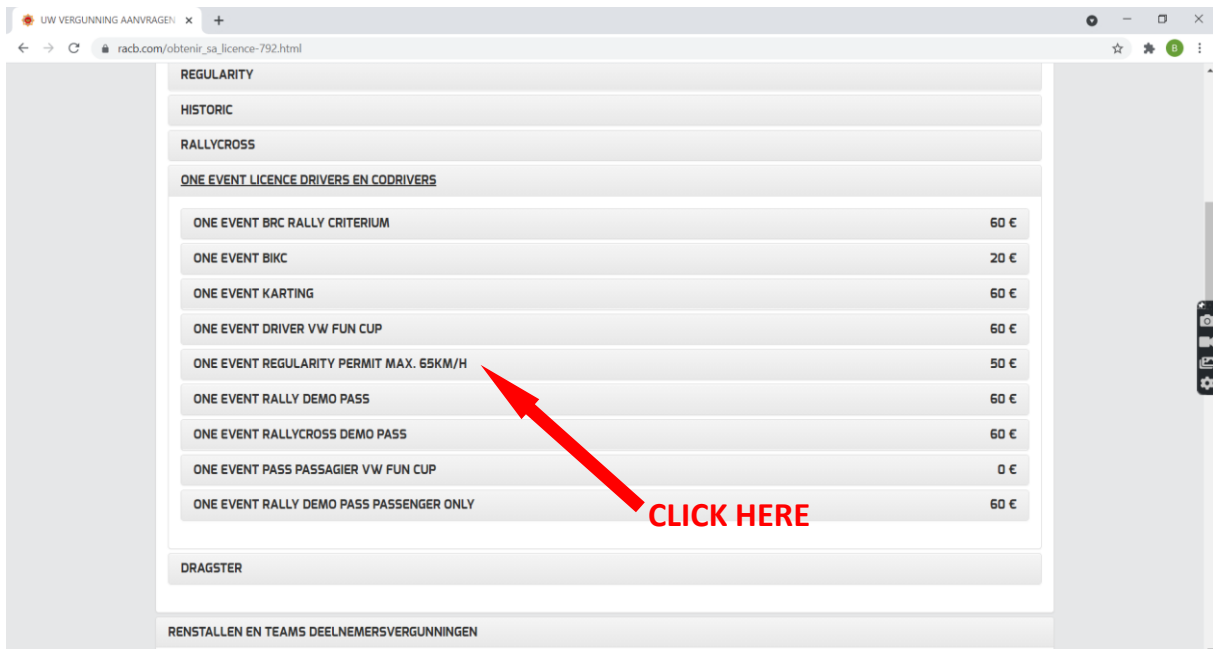 UW VERGUNNING AANVRAGEN
racb.com/obtenir_sa_licence-792.html
B
REGULARITY
HISTORIC
RALLYCROSS
ONE EVENT LICENCE DRIVERS EN CODRIVERS
ONE EVENT BRC RALLY CRITERIUM 60 €
ONE EVENT BIKC 20 €
ONE EVENT KARTING 60 €
ONE EVENT DRIVER VW FUN CUP 60 €
ONE EVENT REGULARITY PERMIT MAX. 65KM/H 50 €
ONE EVENT RALLY DEMO PASS 60 €
ONE EVENT RALLYCROSS DEMO PASS 60 €
ONE EVENT PASS PASSAGIER VW FUN CUP 0 €
ONE EVENT RALLY DEMO PASS PASSENGER ONLY 60 €
CLICK HERE
DRAGSTER
RENSTALLEN EN TEAMS DEELNEMERSVERGUNNINGEN